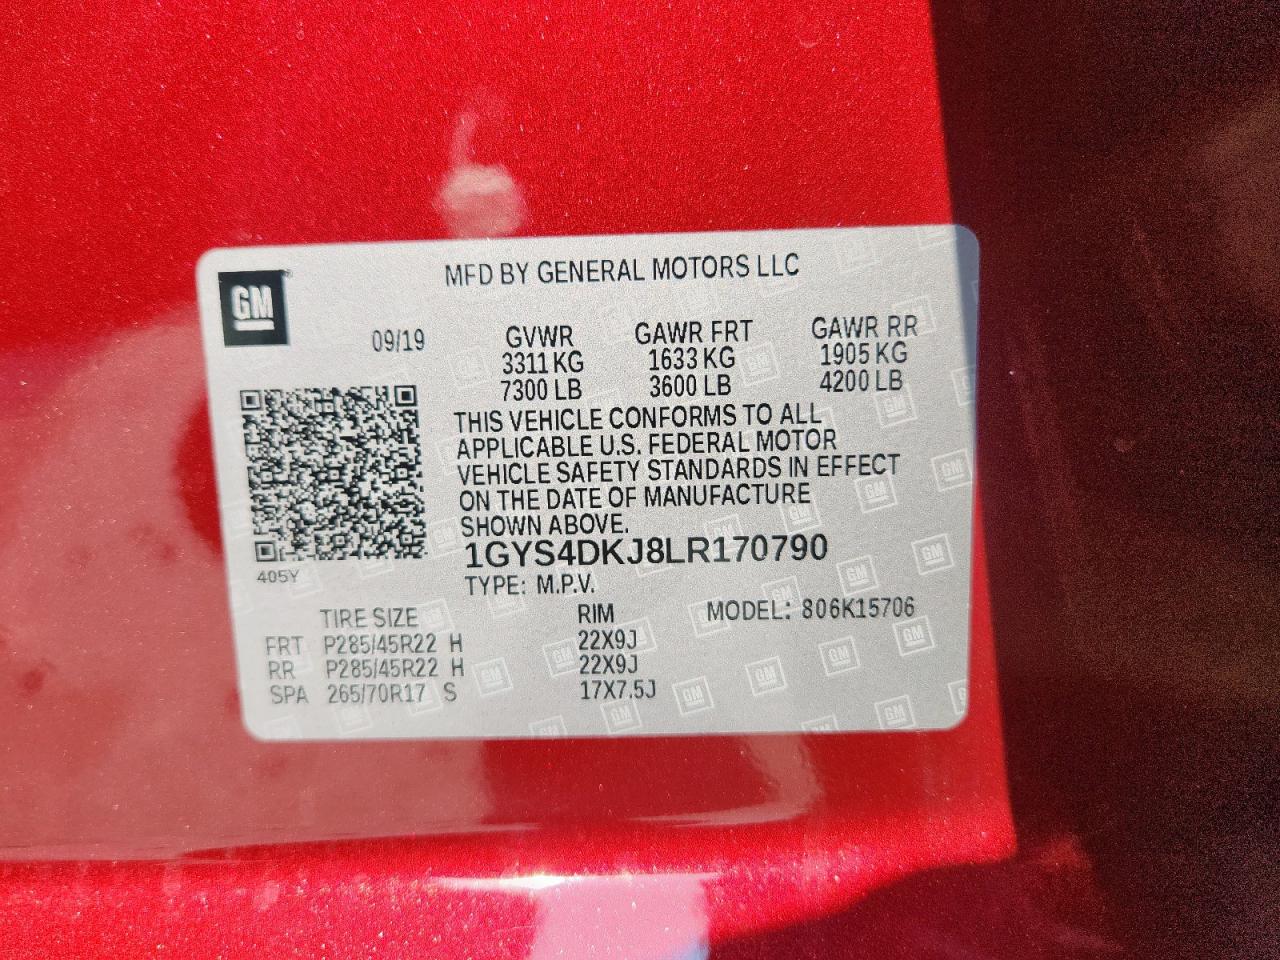 MFD BY GENERAL MOTORS LLC
GM
09/19
GVWR GAWR FRT GAWR RR
3311 KG 1633 KG 1905 KG
7300 LB 3600 LB 4200 LB
THIS VEHICLE CONFORMS TO ALL
APPLICABLE U.S. FEDERAL MOTOR
VEHICLE SAFETY STANDARDS IN EFFECT
ON THE DATE OF MANUFACTURE
SHOWN ABOVE.
1GYS4DKJ8LR170790
405Y
TYPE: M.P.V.
TIRE SIZE RIM MODEL: 806K15706
FRT P285/45R22 H 22X9J
RR P285/45R22 H 22X9J
SPA 265/70R17 S 17X7.5J